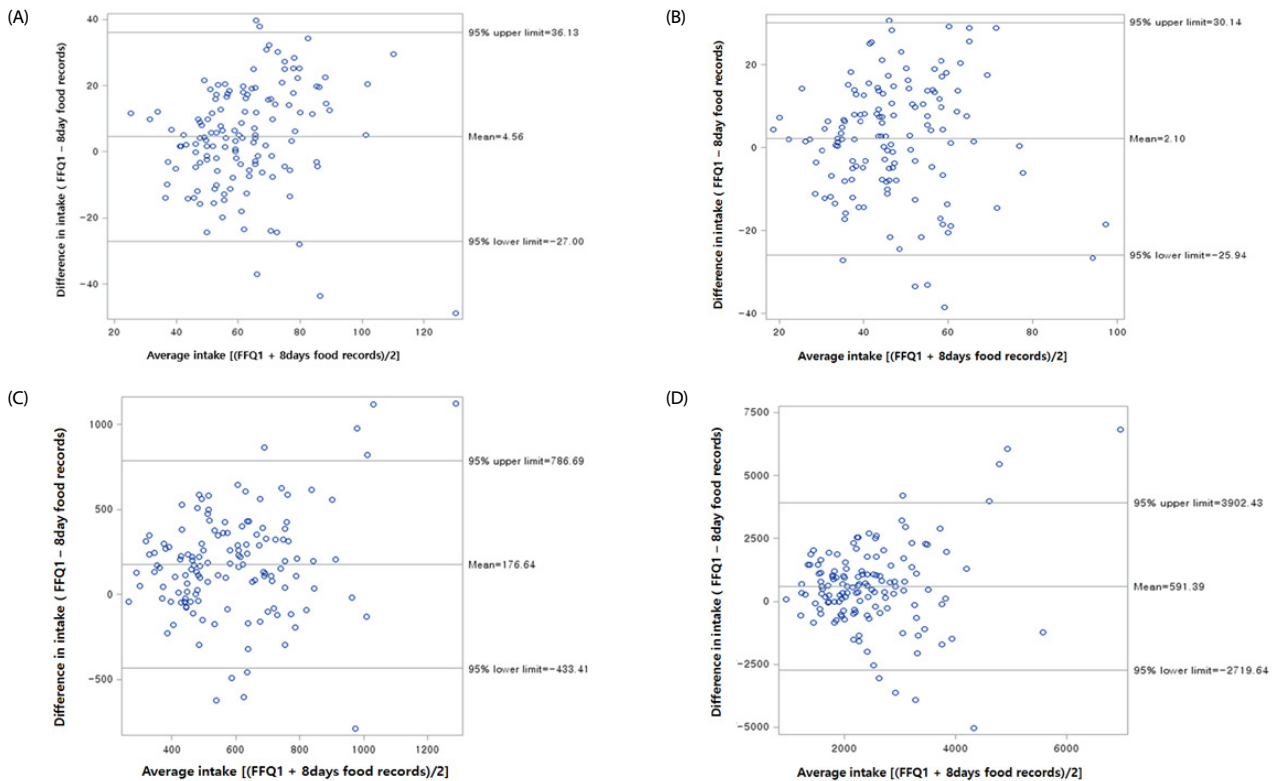 (A)
Difference in intake ( FFQ1 − 8day food records)
40
20
0
−20
−40
95% upper limit=36.13
Mean=4.56
95% lower limit=−27.00
20 40 60 80 100 120
Average intake [(FFQ1 + 8days food records)/2]
(B)
Difference in intake ( FFQ1 − 8day food records)
20
0
−20
−40
95% upper limit=30.14
Mean=2.10
95% lower limit=−25.94
20 40 60 80 100
Average intake [(FFQ1 + 8days food records)/2]
(C)
Difference in intake ( FFQ1 − 8day food records)
1000
500
0
−500
95% upper limit=786.69
Mean=176.64
95% lower limit=−433.41
400 600 800 1000 1200
Average intake [(FFQ1 + 8days food records)/2]
(D)
Difference in intake ( FFQ1 − 8day food records)
7500
5000
2500
0
−2500
−5000
95% upper limit=3902.43
Mean=591.39
95% lower limit=−2719.64
2000 4000 6000
Average intake [(FFQ1 + 8days food records)/2]